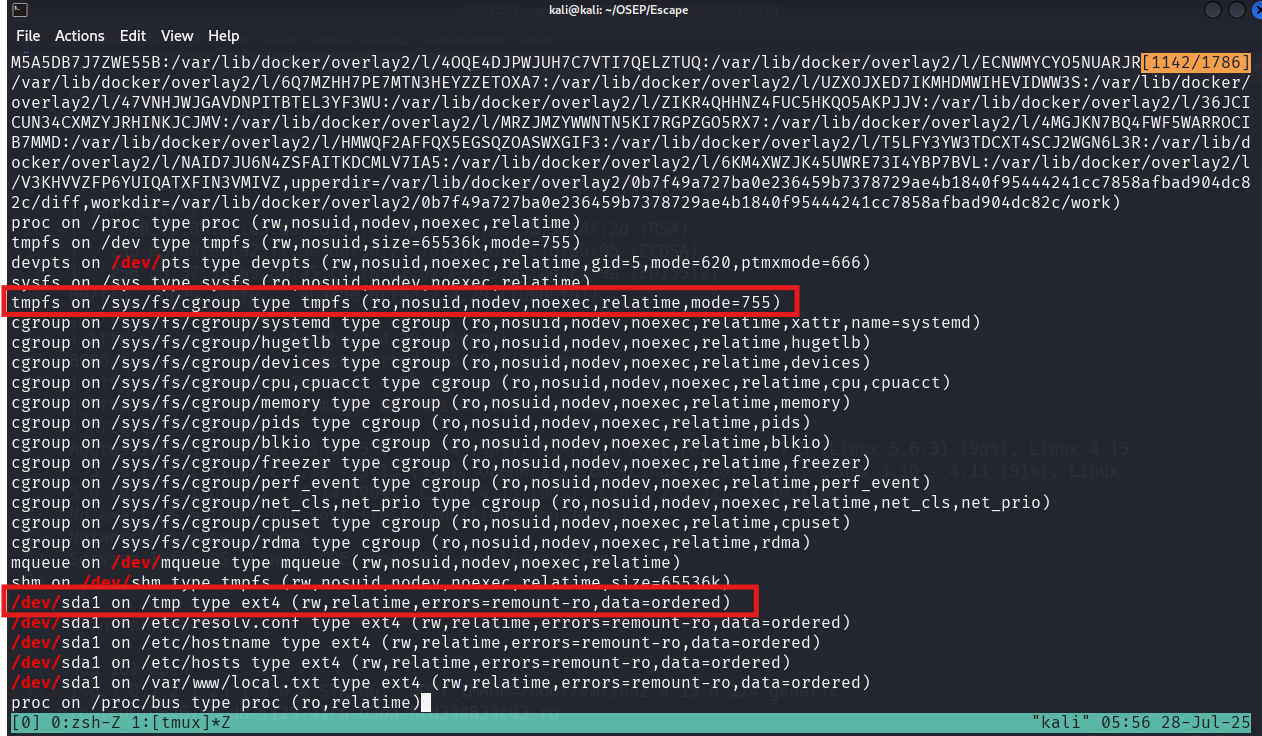 kali@kali: ~/OSEP/Escape
File Actions Edit View Help
M5A5DB7J7ZWE55B:/var/lib/docker/overlay2/l/4OQE4DJPWJUH7C7VTI7QELZTUQ:/var/lib/docker/overlay2/l/ECNWMYCYO5NUARJR[1142/1786]
/var/lib/docker/overlay2/l/6Q7MZHH7PE7MTN3HEYZZETOXA7:/var/lib/docker/overlay2/l/UZXOJXED7IKMHDMWIHEVIDWW3S:/var/lib/docker/
overlay2/l/47VNHJWJGAVDNPITBTEL3YF3WU:/var/lib/docker/overlay2/l/ZIKR4QHHNZ4FUC5HKQO5AKPJJV:/var/lib/docker/overlay2/l/36JCI
CUN34CXMZYJRHINKJCJMV:/var/lib/docker/overlay2/l/MRZJMZYWWNTN5KI7RGPZGO5RX7:/var/lib/docker/overlay2/l/4MGJKN7BQ4FWF5WARROCI
B7MMD:/var/lib/docker/overlay2/l/HMWQF2AFFQX5EGSQZOASWXGIF3:/var/lib/docker/overlay2/l/T5LFY3YW3TDCXT4SCJ2WGN6L3R:/var/lib/d
ocker/overlay2/l/NAID7JU6N4ZSFAITKDCMLV7IA5:/var/lib/docker/overlay2/l/6KM4XWZJK45UWRE73I4YBP7BVL:/var/lib/docker/overlay2/l
/V3KHVVZFP6YUIQATXFIN3VMIVZ,upperdir=/var/lib/docker/overlay2/0b7f49a727ba0e236459b7378729ae4b1840f95444241cc7858afbad904dc8
2c/diff,workdir=/var/lib/docker/overlay2/0b7f49a727ba0e236459b7378729ae4b1840f95444241cc7858afbad904dc82c/work)
proc on /proc type proc (rw,nosuid,nodev,noexec,relatime)
tmpfs on /dev type tmpfs (rw,nosuid,size=65536k,mode=755)
devpts on /dev/pts type devpts (rw,nosuid,noexec,relatime,gid=5,mode=620,ptmxmode=666)
sysfs on /sys type sysfs (ro,nosuid,nodev,noexec,relatime)
tmpfs on /sys/fs/cgroup type tmpfs (ro,nosuid,nodev,noexec,relatime,mode=755)
cgroup on /sys/fs/cgroup/systemd type cgroup (ro,nosuid,nodev,noexec,relatime,xattr,name=systemd)
cgroup on /sys/fs/cgroup/hugetlb type cgroup (ro,nosuid,nodev,noexec,relatime,hugetlb)
cgroup on /sys/fs/cgroup/devices type cgroup (ro,nosuid,nodev,noexec,relatime,devices)
cgroup on /sys/fs/cgroup/cpu,cpuacct type cgroup (ro,nosuid,nodev,noexec,relatime,cpu,cpuacct)
cgroup on /sys/fs/cgroup/memory type cgroup (ro,nosuid,nodev,noexec,relatime,memory)
cgroup on /sys/fs/cgroup/pids type cgroup (ro,nosuid,nodev,noexec,relatime,pids)
cgroup on /sys/fs/cgroup/blkio type cgroup (ro,nosuid,nodev,noexec,relatime,blkio)
cgroup on /sys/fs/cgroup/freezer type cgroup (ro,nosuid,nodev,noexec,relatime,freezer)
cgroup on /sys/fs/cgroup/perf_event type cgroup (ro,nosuid,nodev,noexec,relatime,perf_event)
cgroup on /sys/fs/cgroup/net_cls,net_prio type cgroup (ro,nosuid,nodev,noexec,relatime,net_cls,net_prio)
cgroup on /sys/fs/cgroup/cpuset type cgroup (ro,nosuid,nodev,noexec,relatime,cpuset)
cgroup on /sys/fs/cgroup/rdma type cgroup (ro,nosuid,nodev,noexec,relatime,rdma)
mqueue on /dev/mqueue type mqueue (rw,nosuid,nodev,noexec,relatime)
shm on /dev/shm type tmpfs (rw,nosuid,nodev,noexec,relatime,size=65536k)
/dev/sda1 on /tmp type ext4 (rw,relatime,errors=remount-ro,data=ordered)
/dev/sda1 on /etc/resolv.conf type ext4 (rw,relatime,errors=remount-ro,data=ordered)
/dev/sda1 on /etc/hostname type ext4 (rw,relatime,errors=remount-ro,data=ordered)
/dev/sda1 on /etc/hosts type ext4 (rw,relatime,errors=remount-ro,data=ordered)
/dev/sda1 on /var/www/local.txt type ext4 (rw,relatime,errors=remount-ro,data=ordered)
proc on /proc/bus type proc (ro,relatime)
[0] 0:zsh-Z 1:[tmux]*Z "kali" 05:56 28-Jul-25